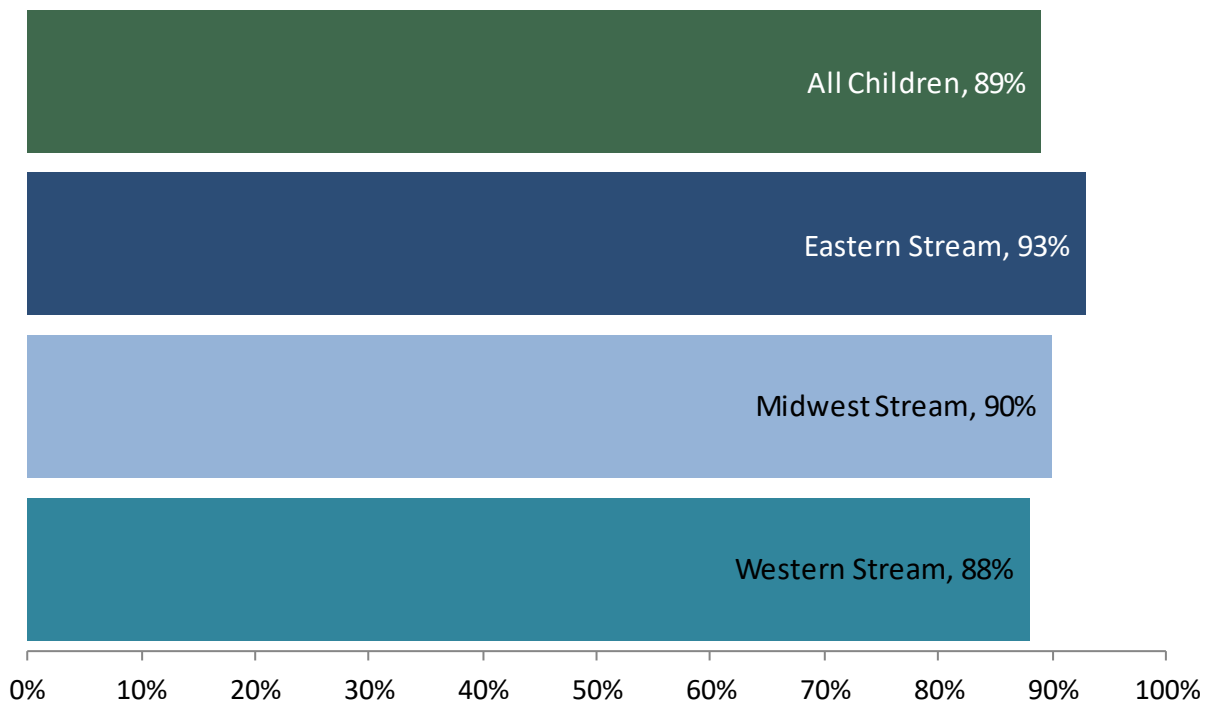 All Children, 89%
Eastern Stream, 93%
Midwest Stream, 90%
Western Stream, 88%
0% 10% 20% 30% 40% 50% 60% 70% 80% 90% 100%